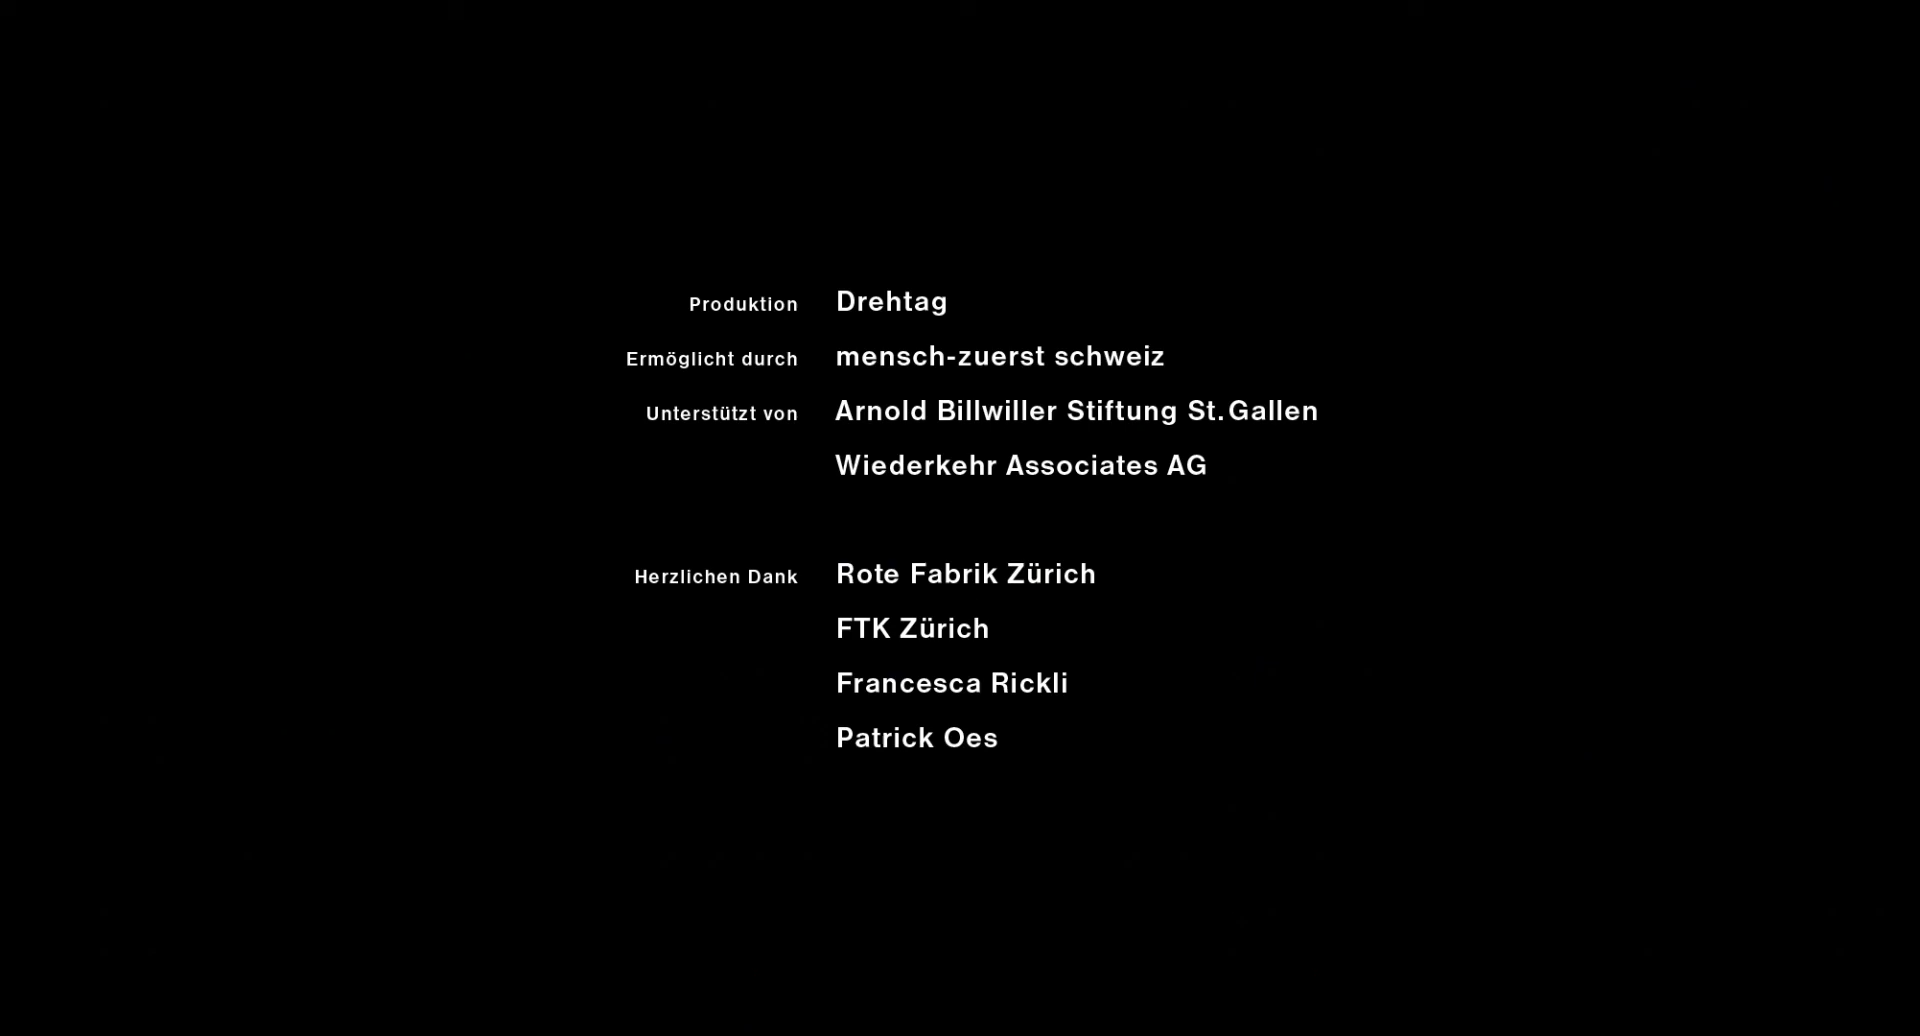 Produktion Drehtag
Ermöglicht durch mensch-zuerst schweiz
Unterstützt von Arnold Billwiller Stiftung St. Gallen
Wiederkehr Associates AG
Herzlichen Dank Rote Fabrik Zürich
FTK Zürich
Francesca Rickli
Patrick Oes